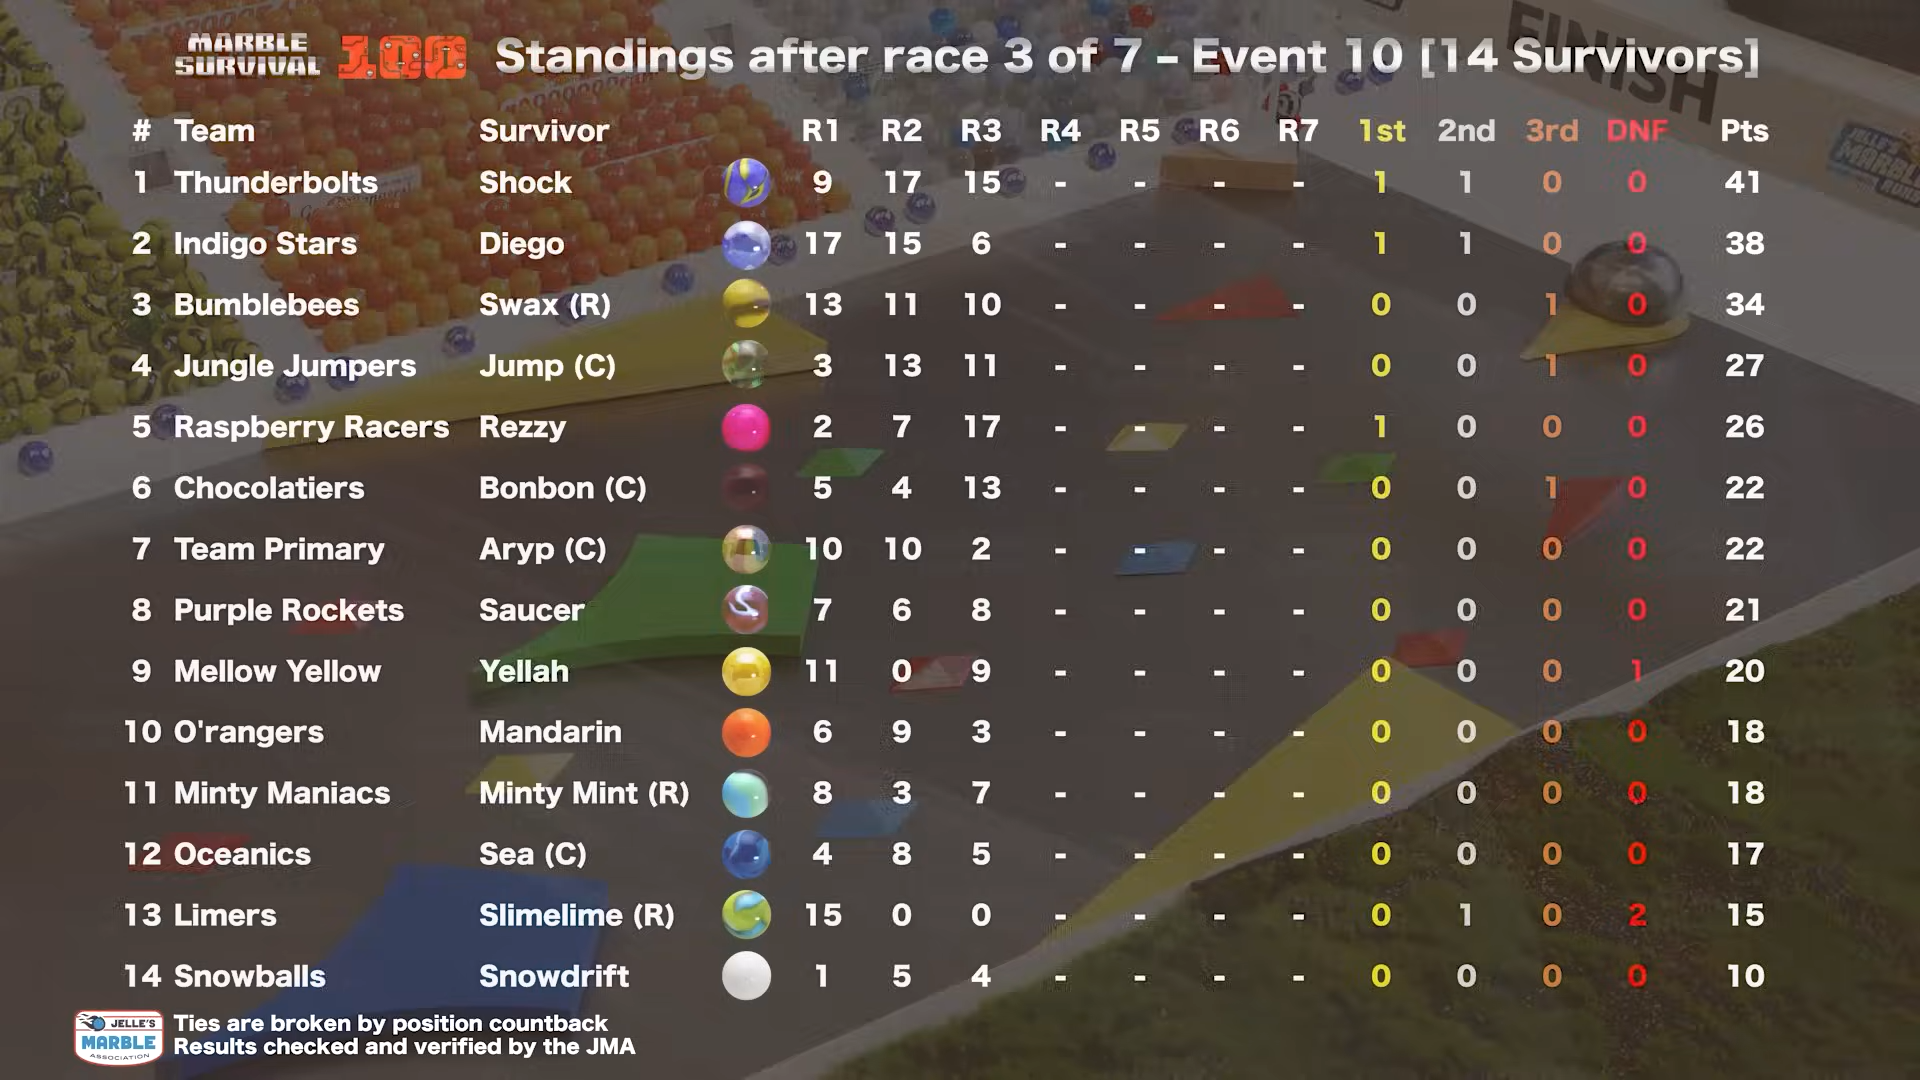 MARBLE SURVIVAL 100 Standings after race 3 of 7 – Event 10 [14 Survivors]
FINISH
# Team Survivor R1 R2 R3 R4 R5 R6 R7 1st 2nd 3rd DNF Pts
1 Thunderbolts Shock 9 17 15 - - - - 1 1 0 0 41
2 Indigo Stars Diego 17 15 6 - - - - 1 1 0 0 38
3 Bumblebees Swax (R) 13 11 10 - - - - 0 0 1 0 34
4 Jungle Jumpers Jump (C) 3 13 11 - - - - 0 0 1 0 27
5 Raspberry Racers Rezzy 2 7 17 - - - - 1 0 0 0 26
6 Chocolatiers Bonbon (C) 5 4 13 - - - - 0 0 1 0 22
7 Team Primary Aryp (C) 10 10 2 - - - - 0 0 0 0 22
8 Purple Rockets Saucer 7 6 8 - - - - 0 0 0 0 21
9 Mellow Yellow Yellah 11 0 9 - - - - 0 0 0 1 20
10 O'rangers Mandarin 6 9 3 - - - - 0 0 0 0 18
11 Minty Maniacs Minty Mint (R) 8 3 7 - - - - 0 0 0 0 18
12 Oceanics Sea (C) 4 8 5 - - - - 0 0 0 0 17
13 Limers Slimelime (R) 15 0 0 - - - - 0 1 0 2 15
14 Snowballs Snowdrift 1 5 4 - - - - 0 0 0 0 10
JELLE'S
MARBLE
ASSOCIATION
Ties are broken by position countback
Results checked and verified by the JMA